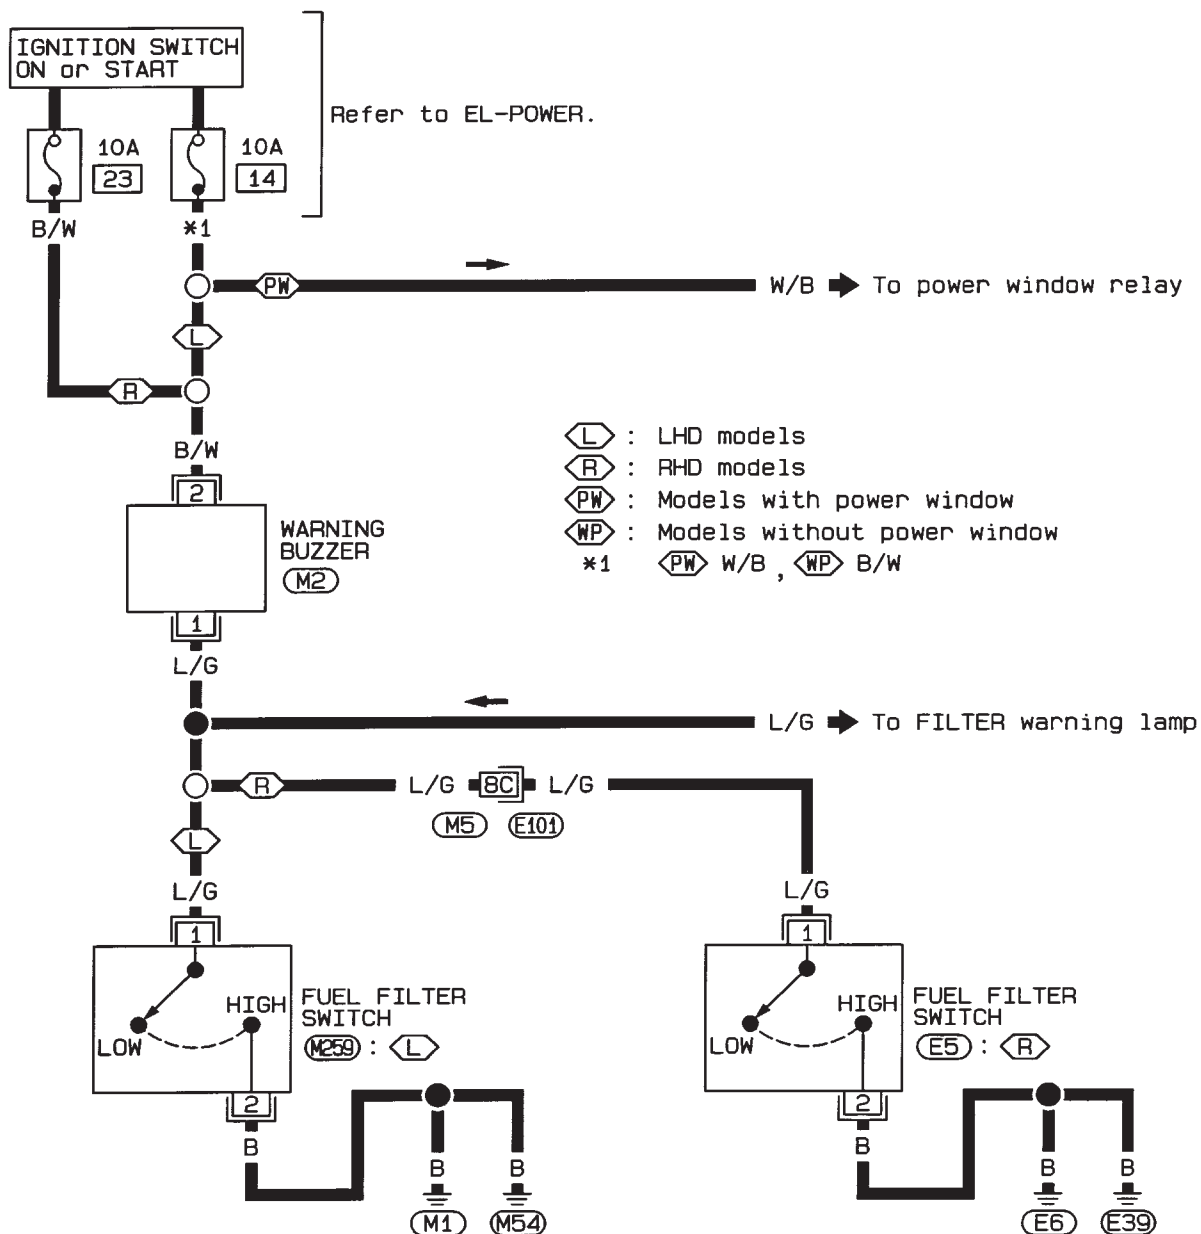 IGNITION SWITCH
ON or START
Refer to EL-POWER.
10A
23
10A
14
B/W
*1
PW
W/B
To power window relay
L
R
B/W
2
WARNING
BUZZER
M2
1
L : LHD models
R : RHD models
PW : Models with power window
WP : Models without power window
*1 PW W/B , WP B/W
L/G
L/G
To FILTER warning lamp
R
L/G
8C
L/G
M5
E101
L
L/G
1
HIGH
LOW
FUEL FILTER
SWITCH
M259 : L
2
B
B
B
M1
M54
L/G
1
HIGH
LOW
FUEL FILTER
SWITCH
E5 : R
2
B
B
B
E6
E39